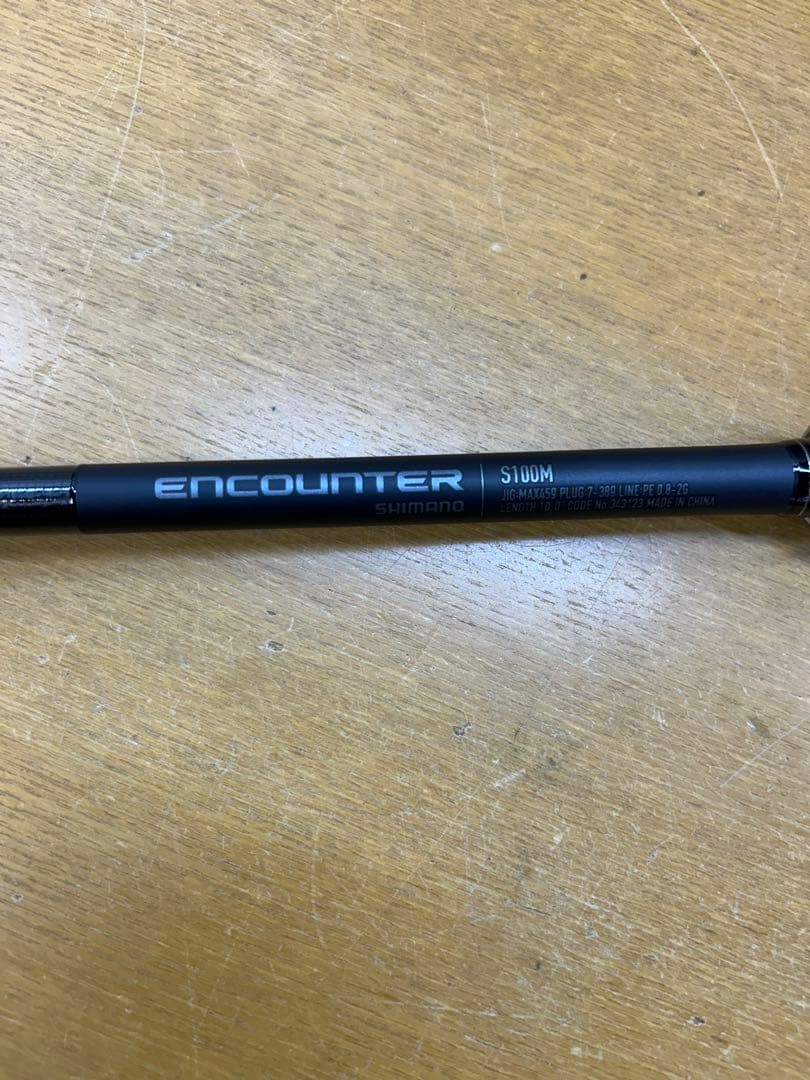 ENCOUNTER
SHIMANO
S100M
JIG:MAX45g PLUG:7-38g LINE:PE 0.8-2G
LENGTH 10'0" CODE No 343123 MADE IN CHINA